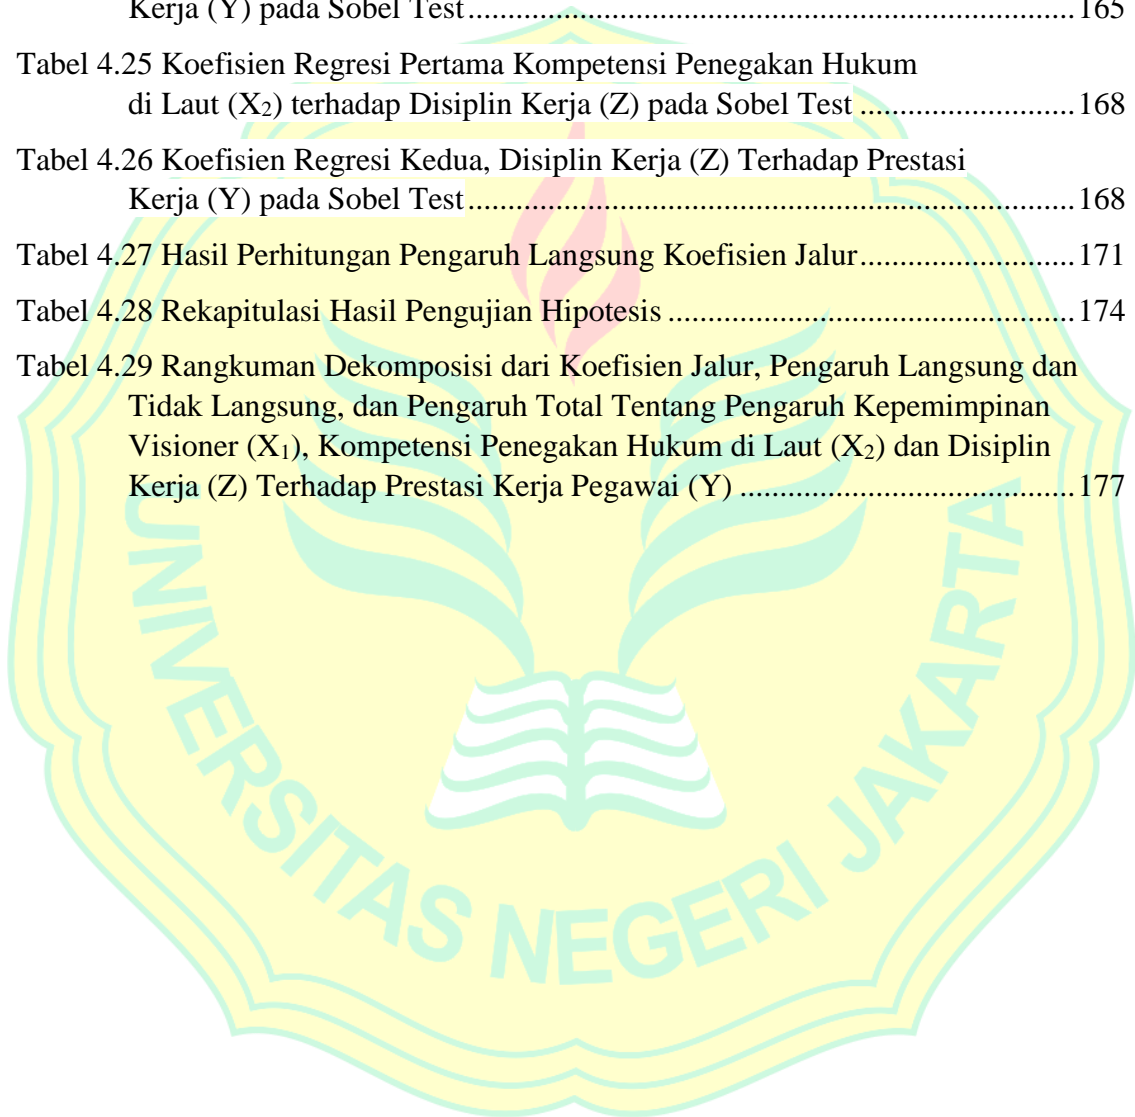 Kerja (Y) pada Sobel Test............................................................................165
Tabel 4.25 Koefisien Regresi Pertama Kompetensi Penegakan Hukum
di Laut (X₂) terhadap Disiplin Kerja (Z) pada Sobel Test ...........................168
Tabel 4.26 Koefisien Regresi Kedua, Disiplin Kerja (Z) Terhadap Prestasi
Kerja (Y) pada Sobel Test............................................................................168
Tabel 4.27 Hasil Perhitungan Pengaruh Langsung Koefisien Jalur...........................171
Tabel 4.28 Rekapitulasi Hasil Pengujian Hipotesis ...................................................174
Tabel 4.29 Rangkuman Dekomposisi dari Koefisien Jalur, Pengaruh Langsung dan
Tidak Langsung, dan Pengaruh Total Tentang Pengaruh Kepemimpinan
Visioner (X₁), Kompetensi Penegakan Hukum di Laut (X₂) dan Disiplin
Kerja (Z) Terhadap Prestasi Kerja Pegawai (Y) ..........................................177
UNIVERSITAS NEGERI JAKARTA